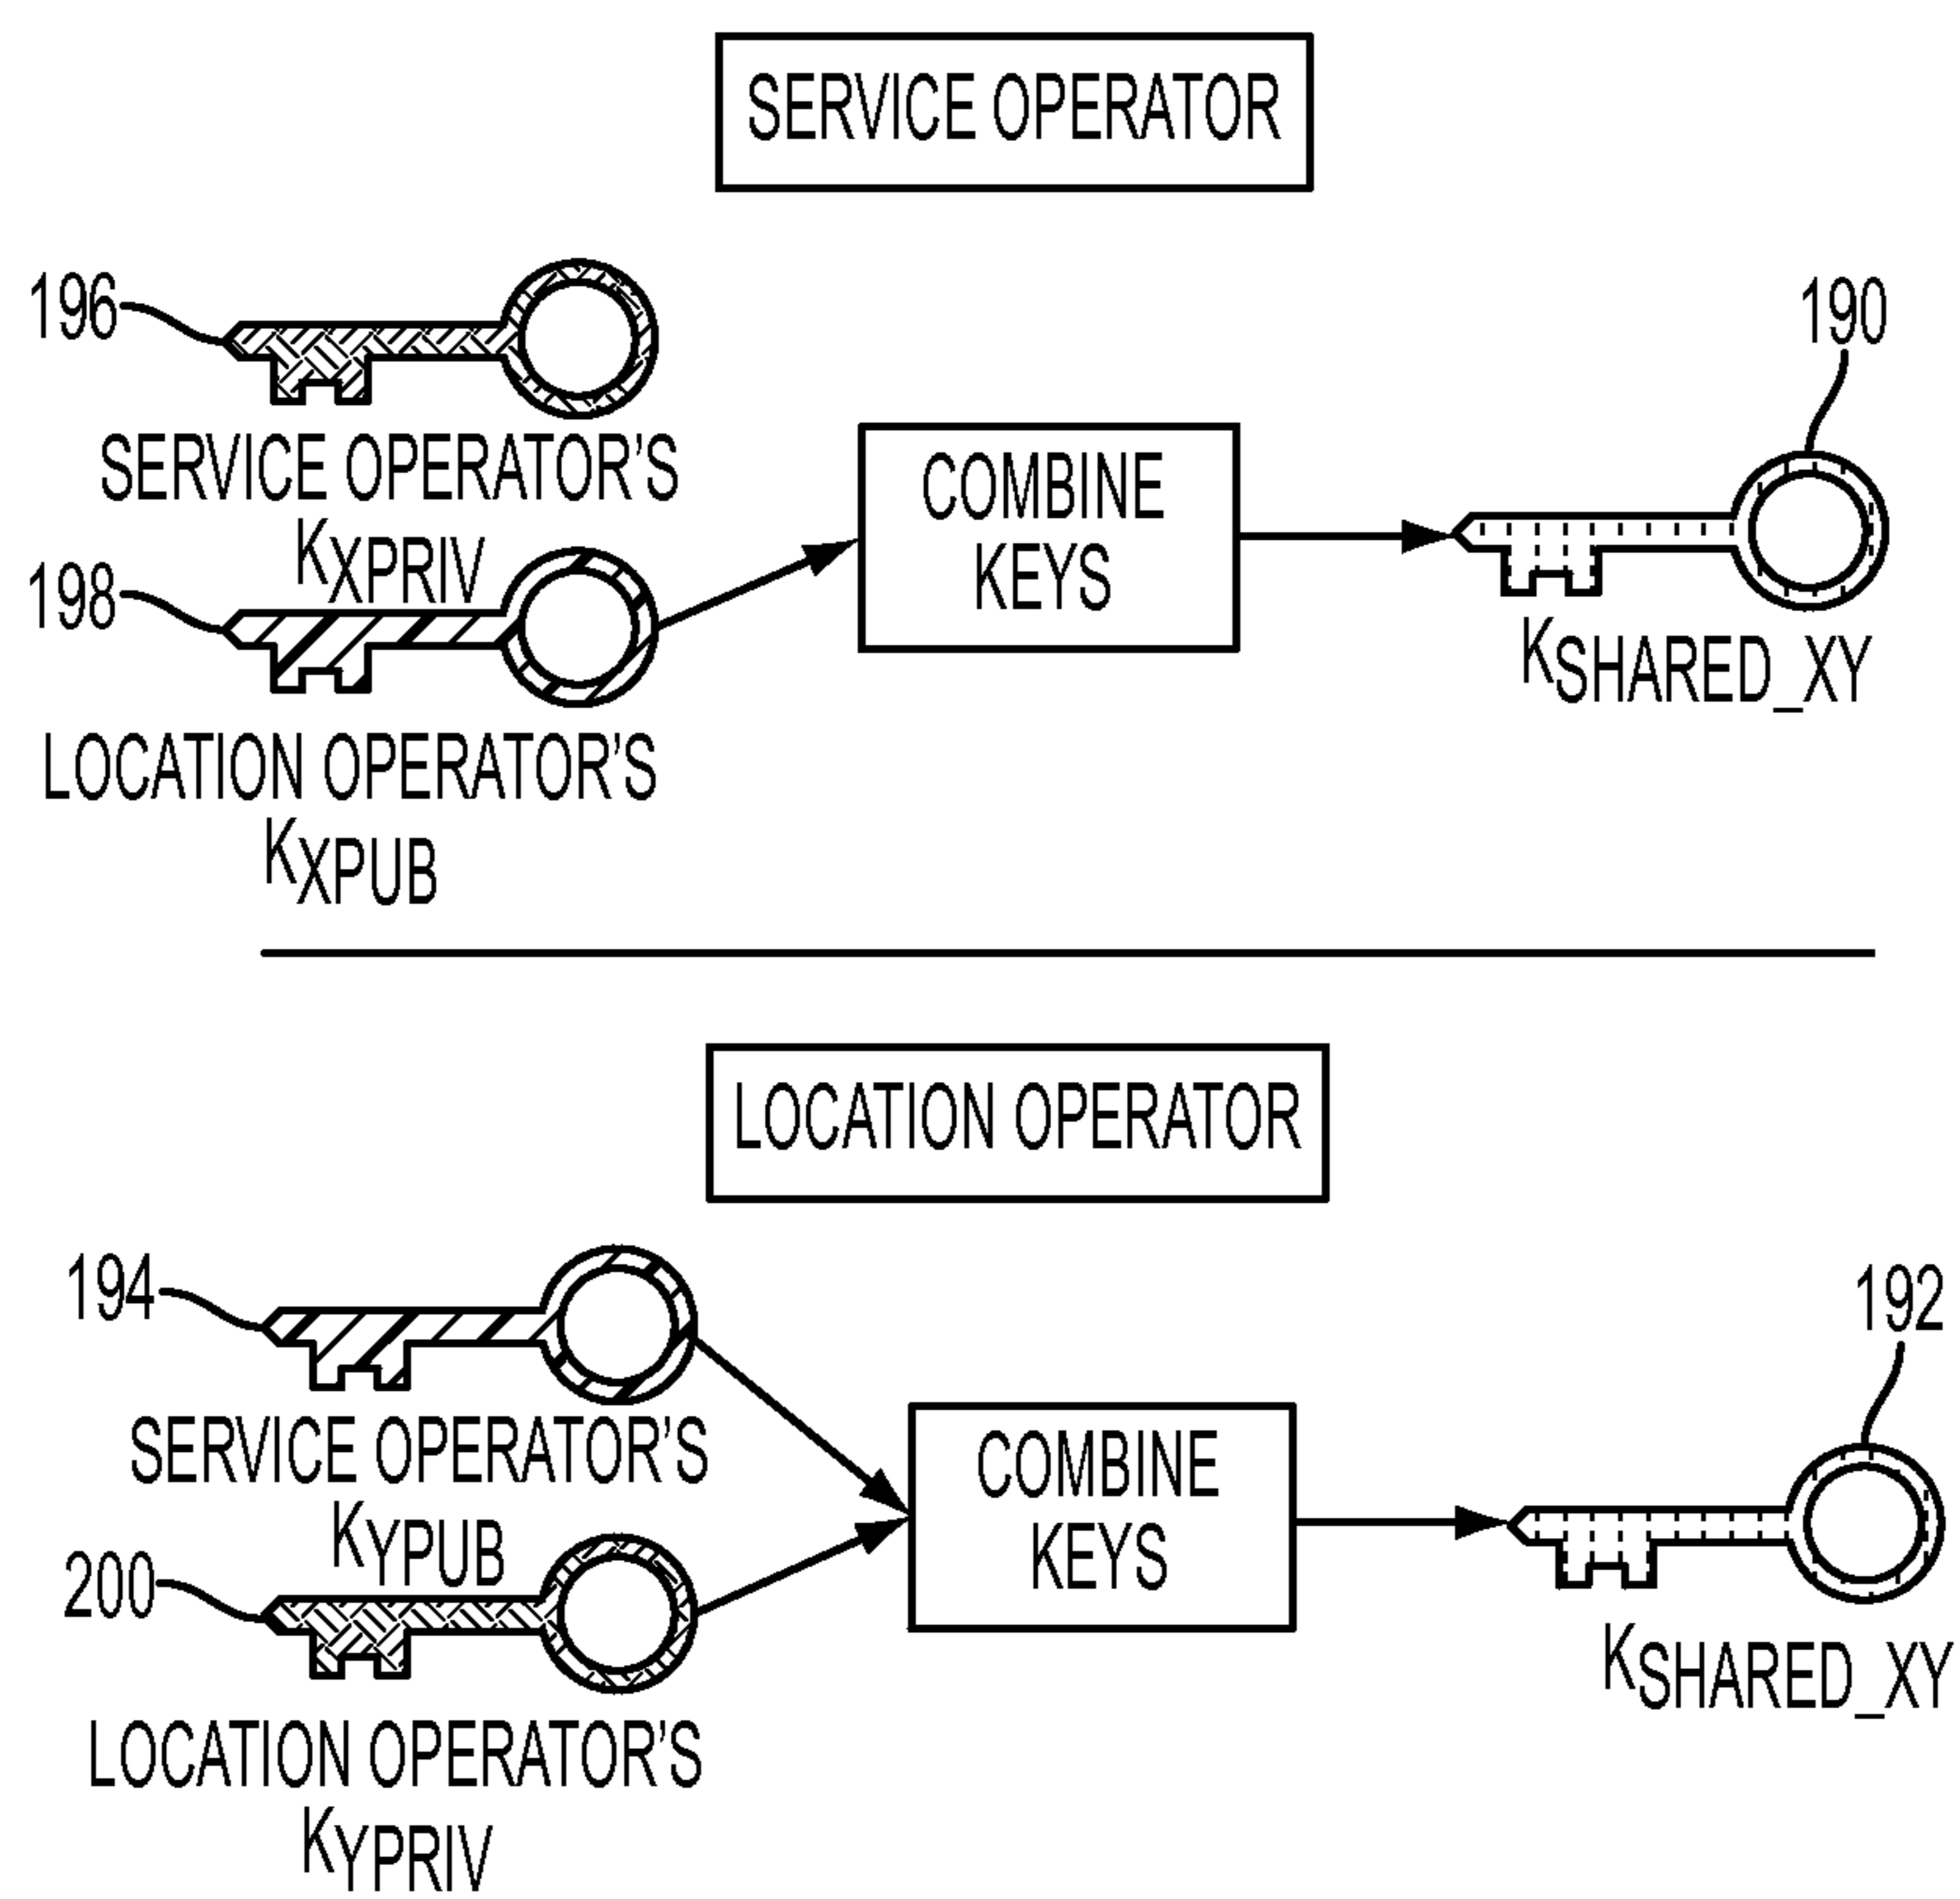 SERVICE OPERATOR
196
SERVICE OPERATOR'S
KXPRIV
198
LOCATION OPERATOR'S
KXPUB
COMBINE
KEYS
190
KSHARED_XY
LOCATION OPERATOR
194
SERVICE OPERATOR'S
KYPUB
200
LOCATION OPERATOR'S
KYPRIV
COMBINE
KEYS
192
KSHARED_XY